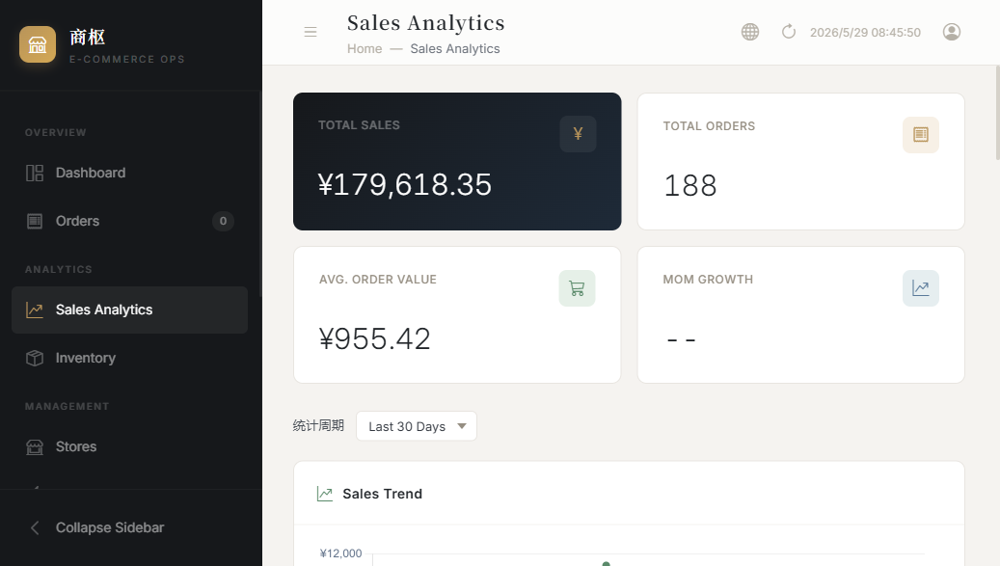 商枢
E-COMMERCE OPS
OVERVIEW
Dashboard
Orders 0
ANALYTICS
Sales Analytics
Inventory
MANAGEMENT
Stores
Collapse Sidebar
Sales Analytics
Home — Sales Analytics
2026/5/29 08:45:50
TOTAL SALES
¥
¥179,618.35
TOTAL ORDERS
188
AVG. ORDER VALUE
¥955.42
MOM GROWTH
--
统计周期 Last 30 Days
Sales Trend
¥12,000